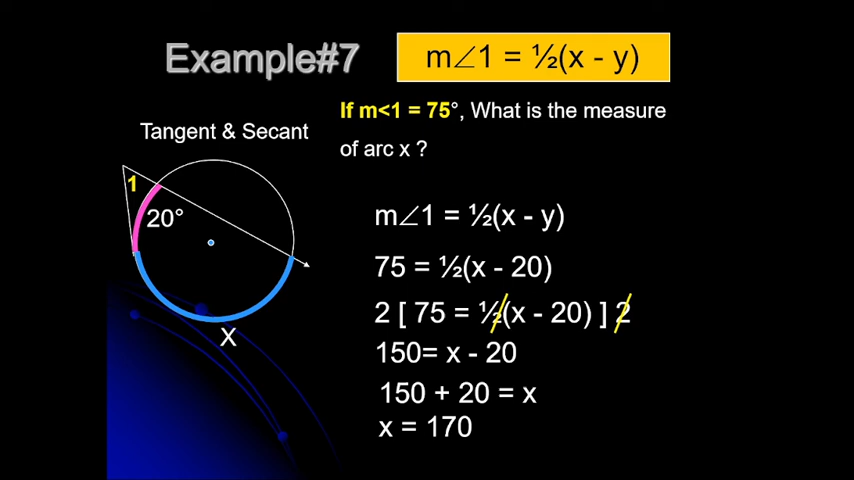 Example#7
m∠1 = ½(x - y)
If m<1 = 75°, What is the measure
of arc x ?
Tangent & Secant
1
20°
X
m∠1 = ½(x - y)
75 = ½(x - 20)
2 [ 75 = ½(x - 20) ] 2
150= x - 20
150 + 20 = x
x = 170